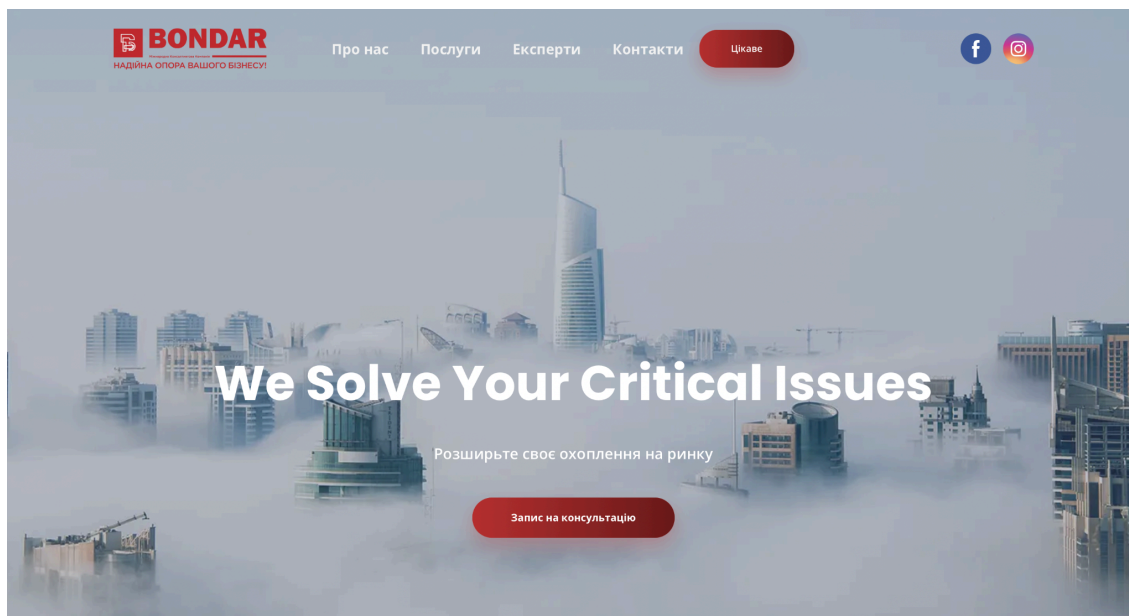 BONDAR
НАДІЙНА ОПОРА ВАШОГО БІЗНЕСУ!
Про нас
Послуги
Експерти
Контакти
Цікаве
We Solve Your Critical Issues
Розширьте своє охоплення на ринку
Запис на консультацію